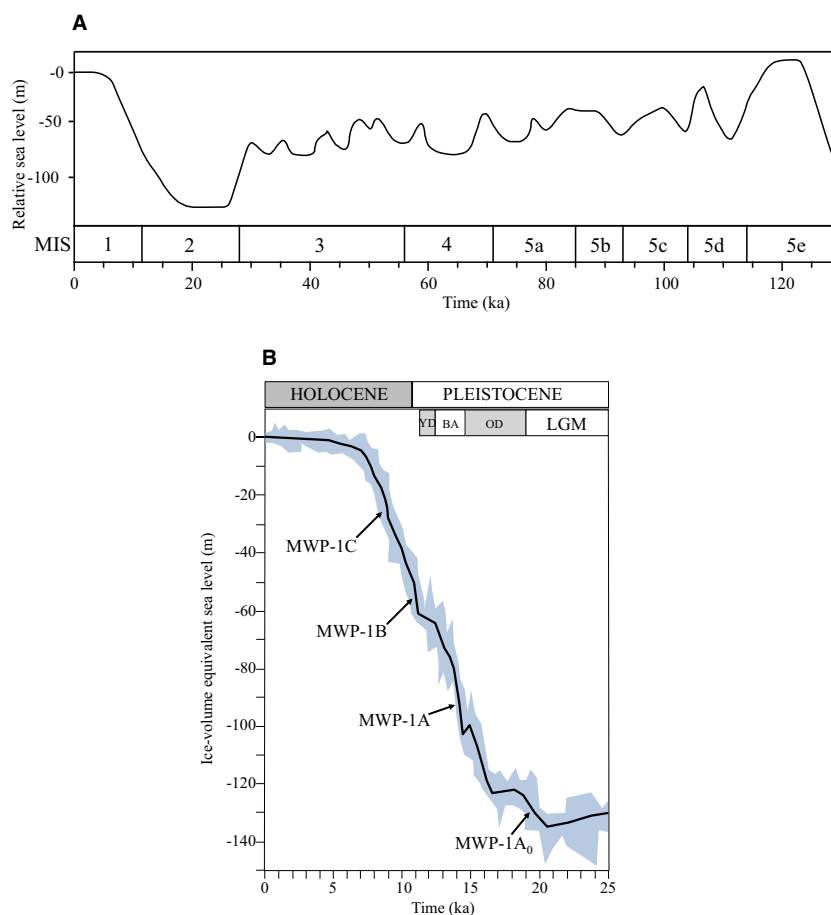 A
Relative sea level (m)
-0
-50
-100
MIS 1 2 3 4 5a 5b 5c 5d 5e
0 20 40 60 80 100 120
Time (ka)
B
HOLOCENE PLEISTOCENE
YD BA OD LGM
Ice-volume equivalent sea level (m)
0
-20
-40
-60
-80
-100
-120
-140
MWP-1C
MWP-1B
MWP-1A
MWP-1A₀
0 5 10 15 20 25
Time (ka)